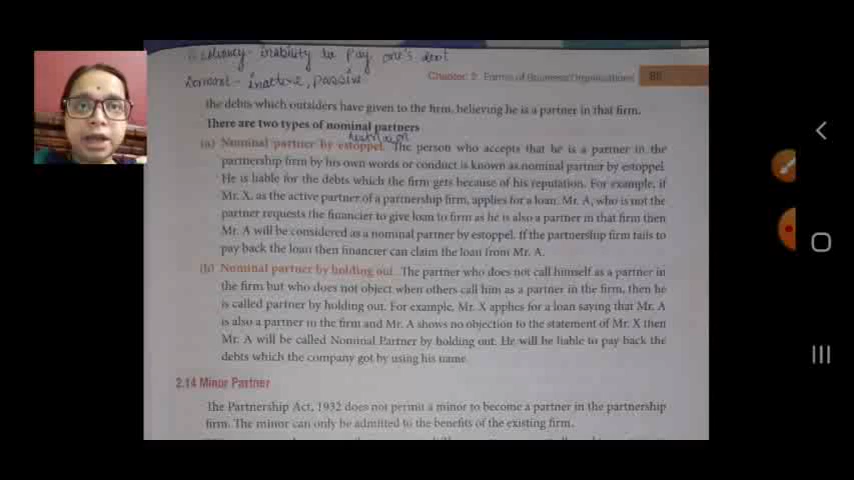 inability to pay one's debt
Dormant - inactive, passive
Chapter: 2 Forms of Business Organisations
the debts which outsiders have given to the firm, believing he is a partner in that firm.
There are two types of nominal partners
(a) Nominal partner by estoppel. The person who accepts that he is a partner in the
partnership firm by his own words or conduct is known as nominal partner by estoppel.
He is liable for the debts which the firm gets because of his reputation. For example, if
Mr. X, as the active partner of a partnership firm, applies for a loan. Mr. A, who is not the
partner requests the financier to give loan to firm as he is also a partner in that firm then
Mr. A will be considered as a nominal partner by estoppel. If the partnership firm fails to
pay back the loan then financier can claim the loan from Mr. A.
(b) Nominal partner by holding out. The partner who does not call himself as a partner in
the firm but who does not object when others call him as a partner in the firm, then he
is called partner by holding out. For example, Mr. X applies for a loan saying that Mr. A
is also a partner in the firm and Mr. A shows no objection to the statement of Mr. X then
Mr. A will be called Nominal Partner by holding out. He will be liable to pay back the
debts which the company got by using his name.
2.14 Minor Partner
The Partnership Act, 1932 does not permit a minor to become a partner in the partnership
firm. The minor can only be admitted to the benefits of the existing firm.